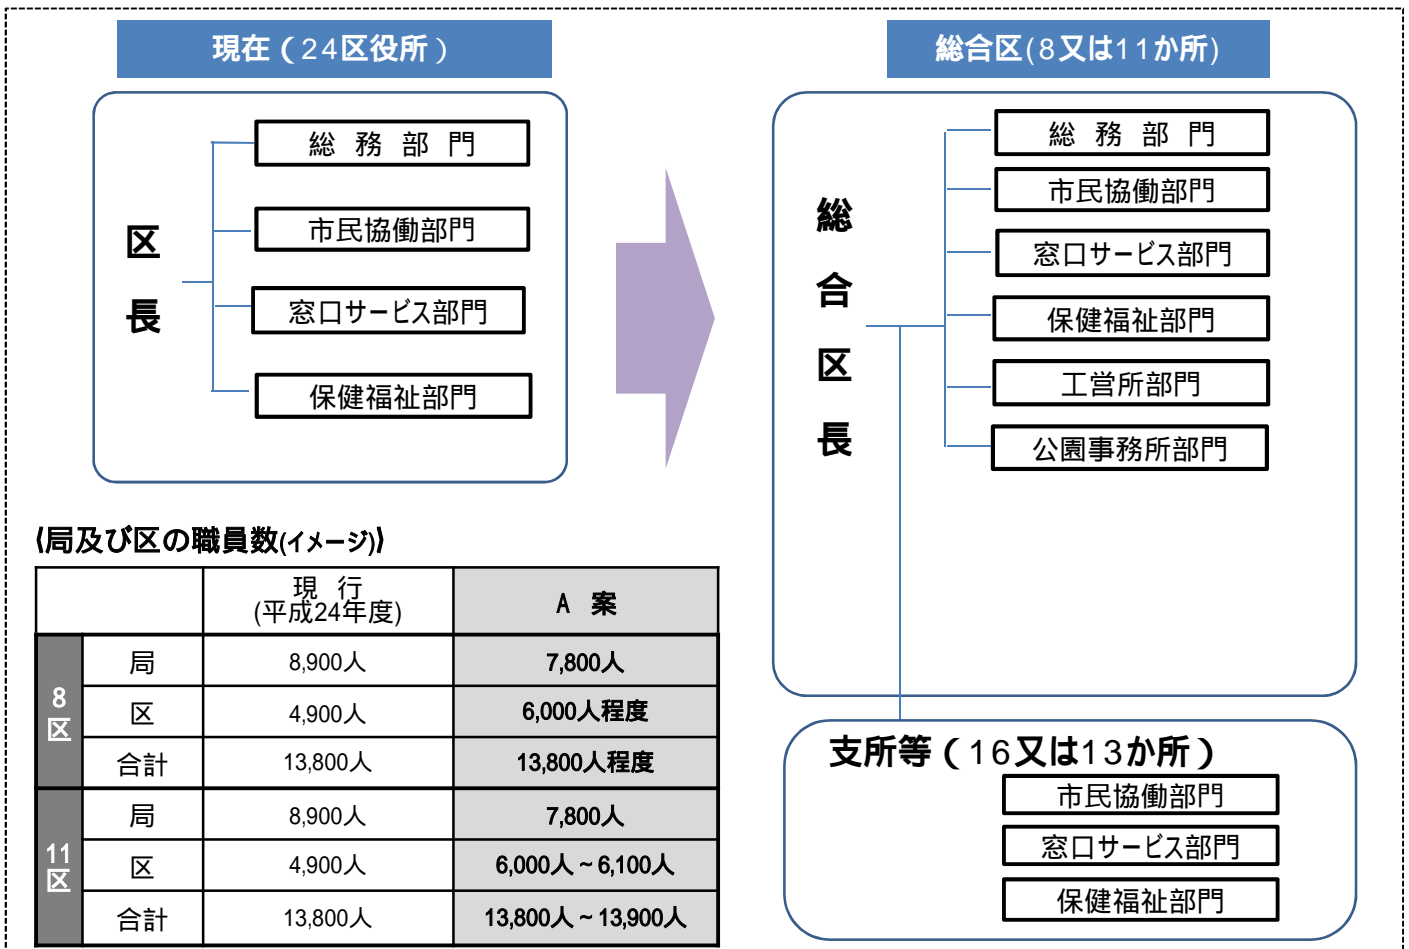 現在（24区役所）
区長
総務部門
市民協働部門
窓口サービス部門
保健福祉部門
総合区(8又は11か所)
総合区長
総務部門
市民協働部門
窓口サービス部門
保健福祉部門
工営所部門
公園事務所部門
支所等（16又は13か所）
市民協働部門
窓口サービス部門
保健福祉部門
《局及び区の職員数(イメージ)》
現行
(平成24年度)
A 案
8区
局 8,900人 7,800人
区 4,900人 6,000人程度
合計 13,800人 13,800人程度
11区
局 8,900人 7,800人
区 4,900人 6,000人～6,100人
合計 13,800人 13,800人～13,900人